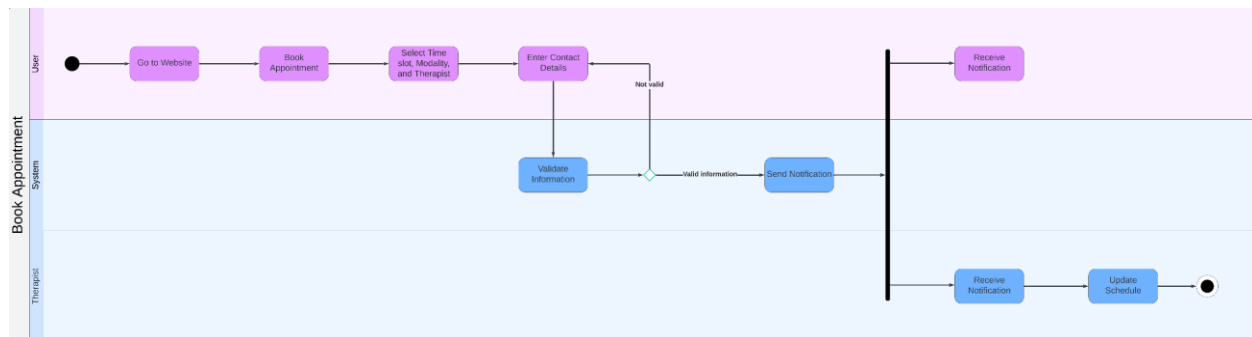 Book Appointment
User
Go to Website
Book
Appointment
Select Time
slot, Modality,
and Therapist
Enter Contact
Details
Not valid
Receive
Notification
System
Validate
Information
Valid information
Send Notification
Therapist
Receive
Notification
Update
Schedule